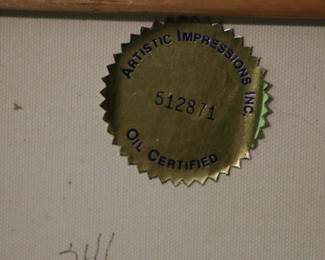 ARTISTIC IMPRESSIONS INC.
512871
OIL CERTIFIED